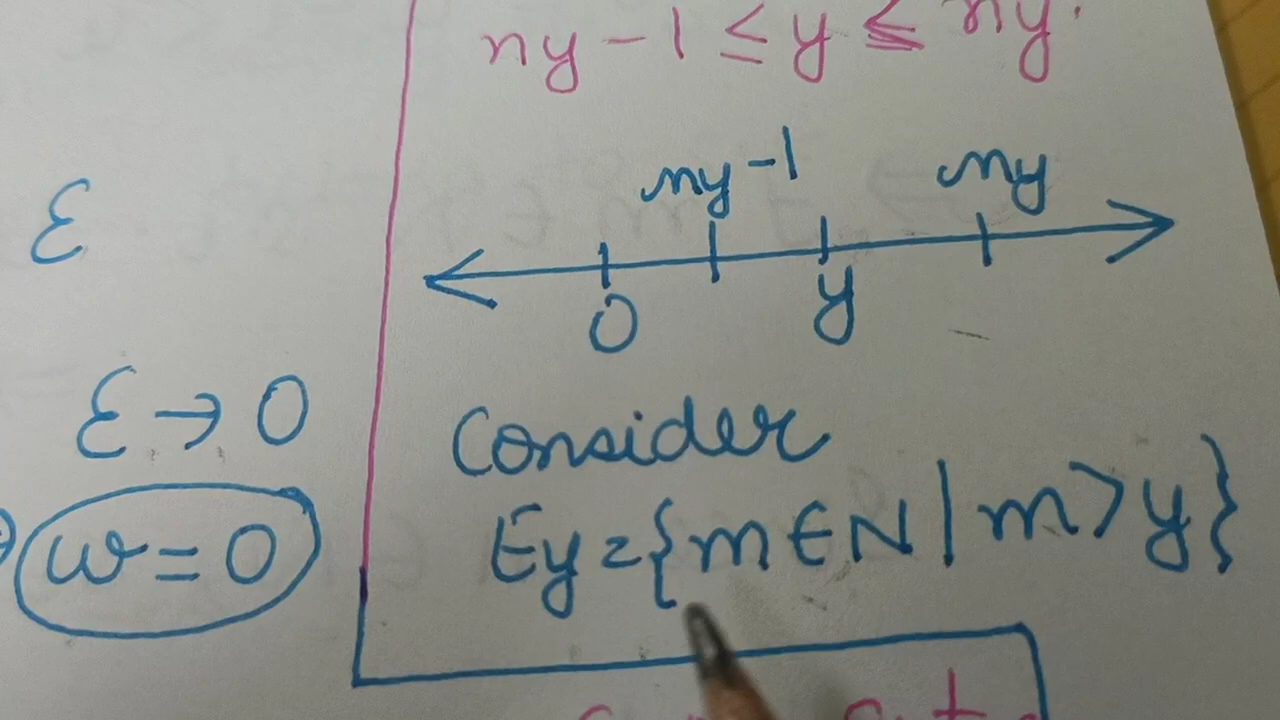 ny-1 ≤ y ≤ ny.
ny-1 ny
0 y
ε
ε → 0
w = 0
Consider
Ey = {m ∈ N | m > y}